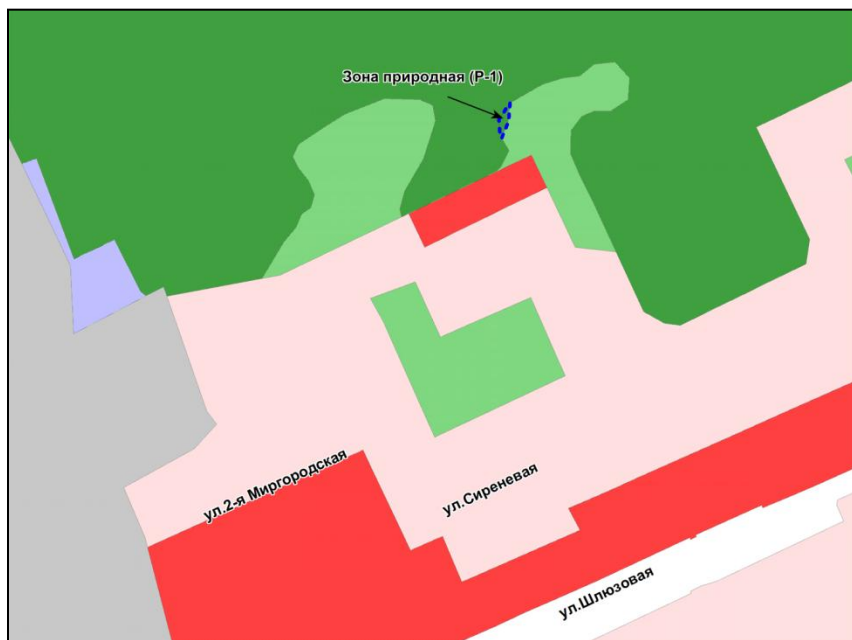 Зона природная (Р-1)
ул.2-я Миргородская
ул.Сиреневая
ул.Шлюзовая